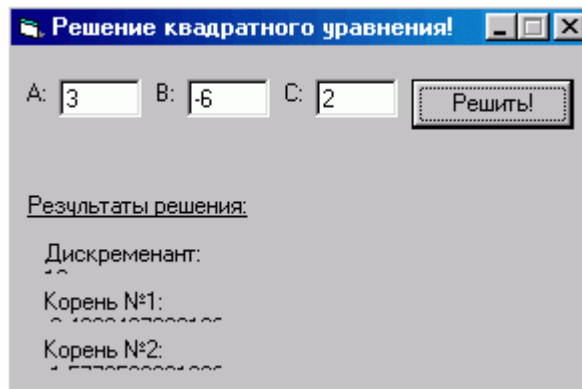 Решение квадратного уравнения!
A: 3 B: -6 C: 2 Решить!
Результаты решения:
Дискременант:
Корень №1:
Корень №2: